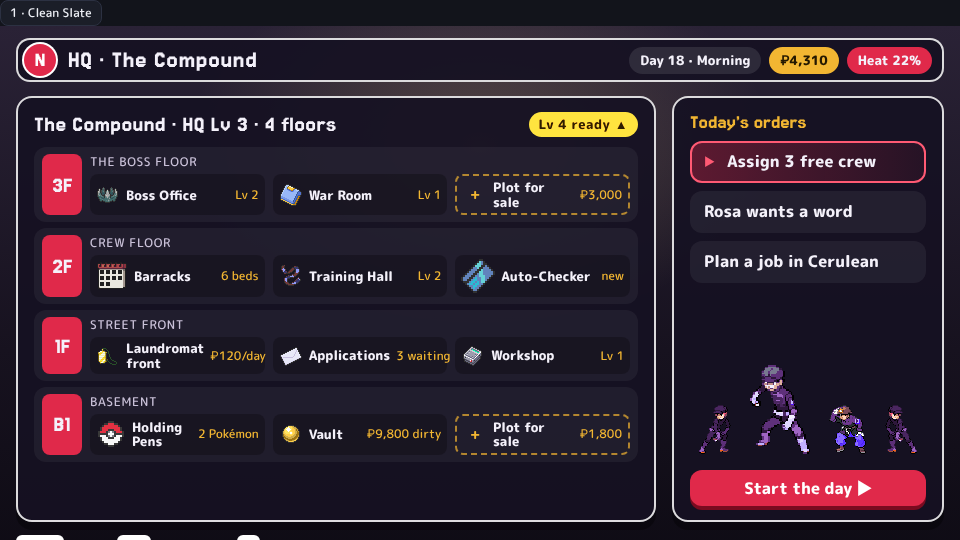 1 · Clean Slate
N HQ · The Compound
Day 18 · Morning
₽4,310
Heat 22%
The Compound · HQ Lv 3 · 4 floors
Lv 4 ready ▲
3F
THE BOSS FLOOR
Boss Office Lv 2
War Room Lv 1
+ Plot for
sale
₽3,000
2F
CREW FLOOR
Barracks 6 beds
Training Hall Lv 2
Auto-Checker new
1F
STREET FRONT
Laundromat
front
₽120/day
Applications 3 waiting
Workshop Lv 1
B1
BASEMENT
Holding
Pens
2 Pokémon
Vault ₽9,800 dirty
+ Plot for
sale
₽1,800
Today's orders
▶ Assign 3 free crew
Rosa wants a word
Plan a job in Cerulean
Start the day ▶